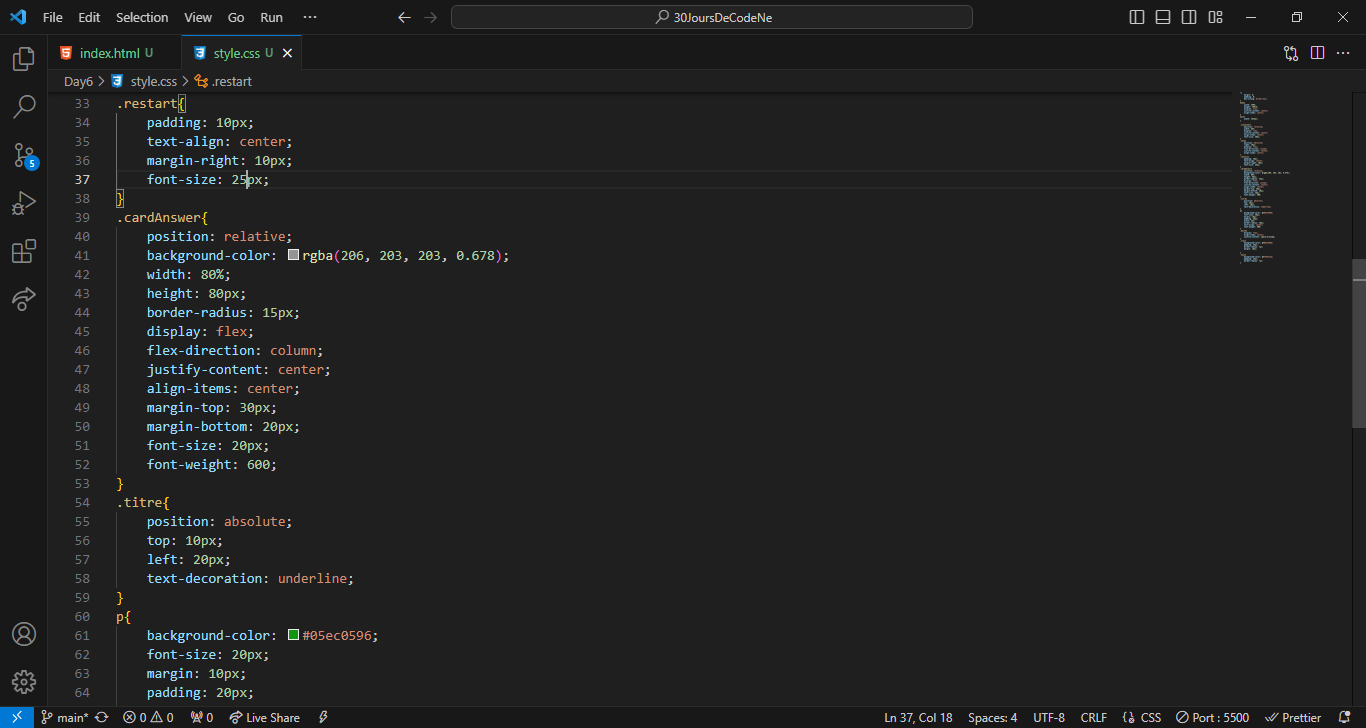 File Edit Selection View Go Run ··· 30JoursDeCodeNe
index.html U style.css U
Day6 > style.css > .restart
33 .restart{
34 padding: 10px;
35 text-align: center;
36 margin-right: 10px;
37 font-size: 25px;
38 }
39 .cardAnswer{
40 position: relative;
41 background-color: rgba(206, 203, 203, 0.678);
42 width: 80%;
43 height: 80px;
44 border-radius: 15px;
45 display: flex;
46 flex-direction: column;
47 justify-content: center;
48 align-items: center;
49 margin-top: 30px;
50 margin-bottom: 20px;
51 font-size: 20px;
52 font-weight: 600;
53 }
54 .titre{
55 position: absolute;
56 top: 10px;
57 left: 20px;
58 text-decoration: underline;
59 }
60 p{
61 background-color: #05ec0596;
62 font-size: 20px;
63 margin: 10px;
64 padding: 20px;
5
main* 0 0 0 Live Share Ln 37, Col 18 Spaces: 4 UTF-8 CRLF {} CSS Port : 5500 Prettier